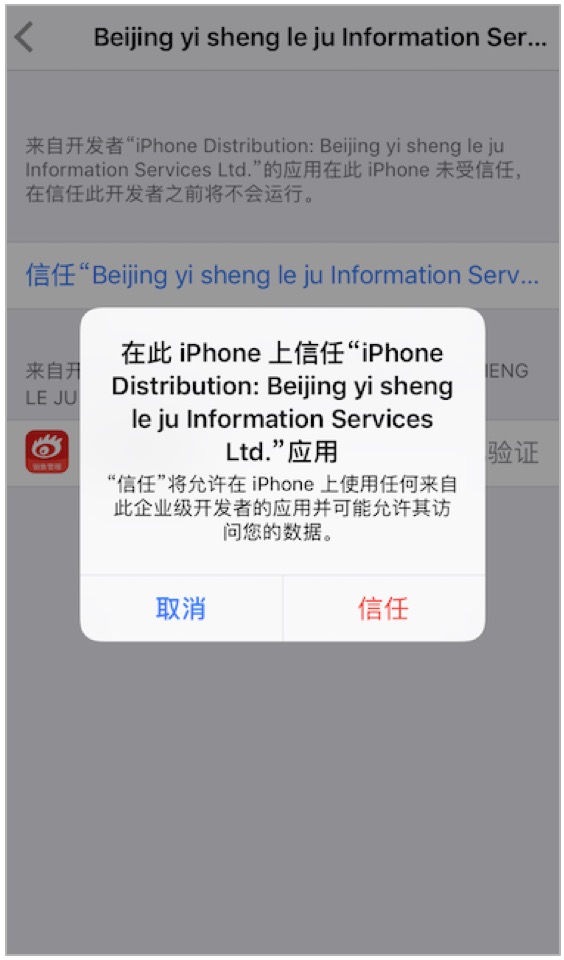 Beijing yi sheng le ju Information Ser...
来自开发者“iPhone Distribution: Beijing yi sheng le ju
Information Services Ltd.”的应用在此 iPhone 未受信任,
在信任此开发者之前将不会运行。
信任“Beijing yi sheng le ju Information Serv...
在此 iPhone 上信任“iPhone
Distribution: Beijing yi sheng
le ju Information Services
Ltd.”应用
“信任”将允许在 iPhone 上使用任何来自
此企业级开发者的应用并可能允许其访
问您的数据。
取消
信任
来自开
HENG
LE JU
销售管理
验证